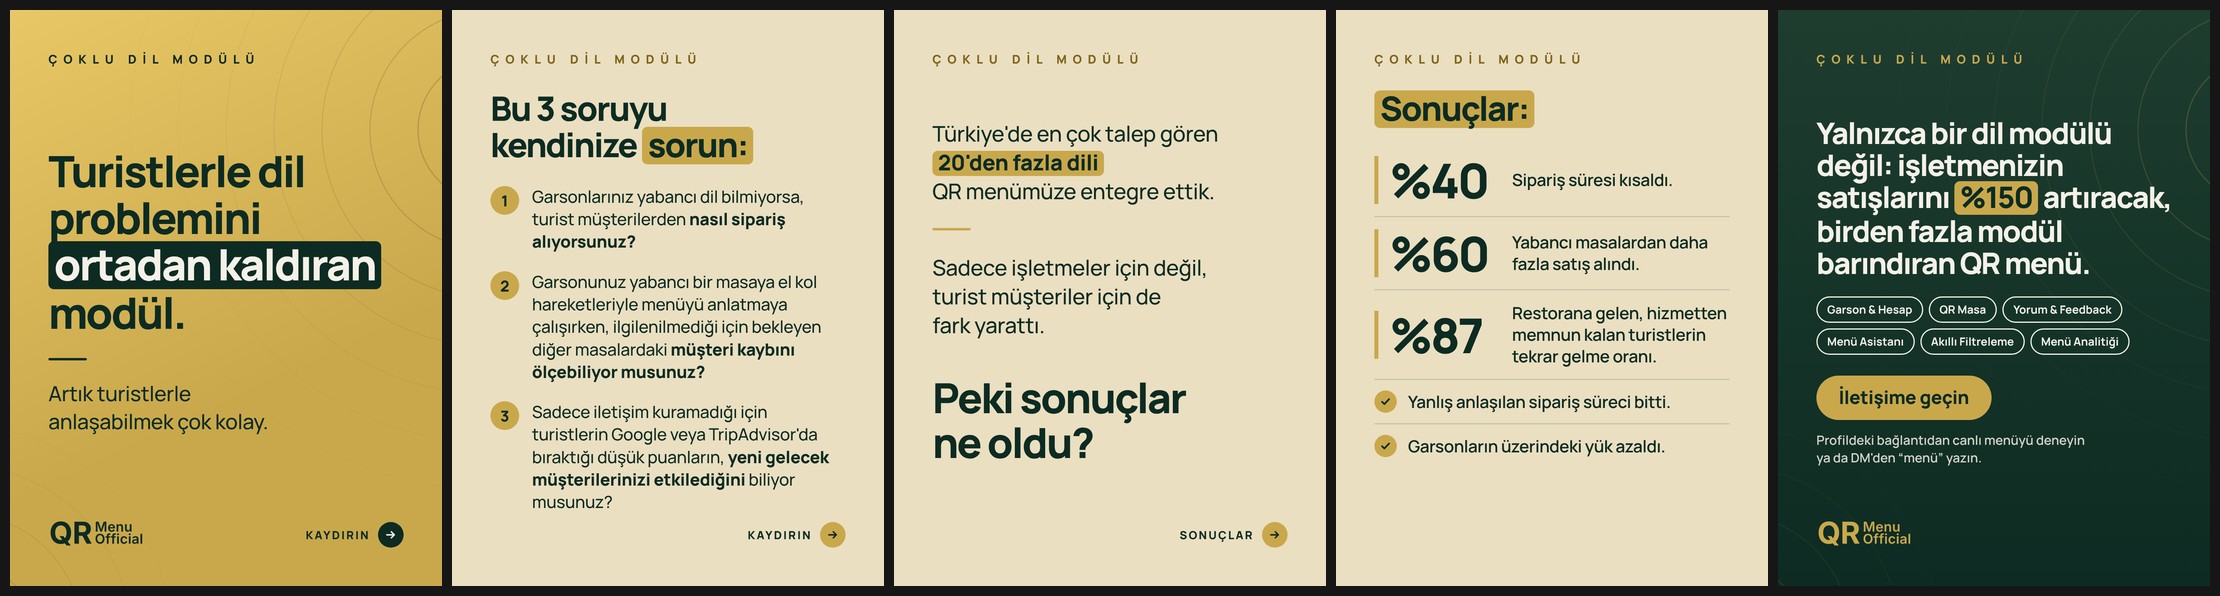 ÇOKLU DİL MODÜLÜ
Turistlerle dil
problemini
ortadan kaldıran
modül.
Artık turistlerle
anlaşabilmek çok kolay.
QR Menu
Official
KAYDIRIN
ÇOKLU DİL MODÜLÜ
Bu 3 soruyu
kendinize sorun:
1 Garsonlarınız yabancı dil bilmiyorsa,
turist müşterilerden nasıl sipariş
alıyorsunuz?
2 Garsonunuz yabancı bir masaya el kol
hareketleriyle menüyü anlatmaya
çalışırken, ilgilenilmediği için bekleyen
diğer masalardaki müşteri kaybını
ölçebiliyor musunuz?
3 Sadece iletişim kuramadığı için
turistlerin Google veya TripAdvisor'da
bıraktığı düşük puanların, yeni gelecek
müşterilerinizi etkilediğini biliyor
musunuz?
KAYDIRIN
ÇOKLU DİL MODÜLÜ
Türkiye'de en çok talep gören
20'den fazla dili
QR menümüze entegre ettik.
Sadece işletmeler için değil,
turist müşteriler için de
fark yarattı.
Peki sonuçlar
ne oldu?
SONUÇLAR
ÇOKLU DİL MODÜLÜ
Sonuçlar:
%40 Sipariş süresi kısaldı.
%60 Yabancı masalardan daha
fazla satış alındı.
%87 Restorana gelen, hizmetten
memnun kalan turistlerin
tekrar gelme oranı.
Yanlış anlaşılan sipariş süreci bitti.
Garsonların üzerindeki yük azaldı.
ÇOKLU DİL MODÜLÜ
Yalnızca bir dil modülü
değil: işletmenizin
satışlarını %150 artıracak,
birden fazla modül
barındıran QR menü.
Garson & Hesap QR Masa Yorum & Feedback
Menü Asistanı Akıllı Filtreleme Menü Analitiği
İletişime geçin
Profildeki bağlantıdan canlı menüyü deneyin
ya da DM'den “menü” yazın.
QR Menu
Official